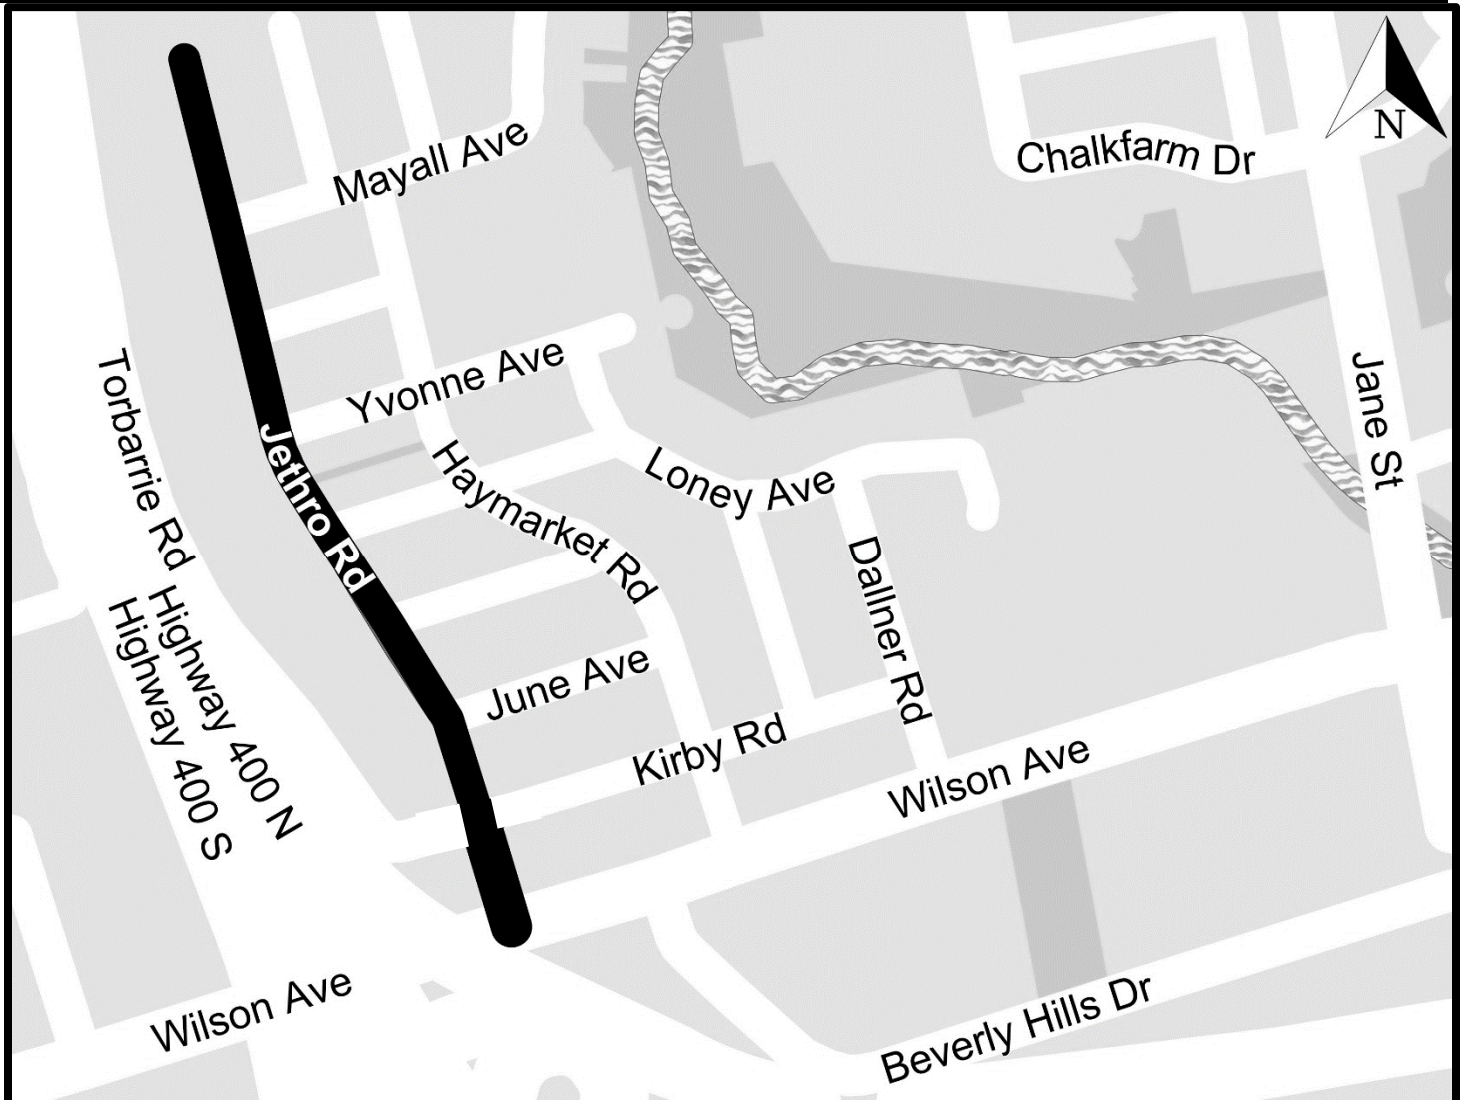 N
Mayall Ave
Chalkfarm Dr
Torbarrie Rd
Yvonne Ave
Jane St
Jethro Rd
Haymarket Rd
Loney Ave
Dallner Rd
Highway 400 N
Highway 400 S
June Ave
Kirby Rd
Wilson Ave
Wilson Ave
Beverly Hills Dr